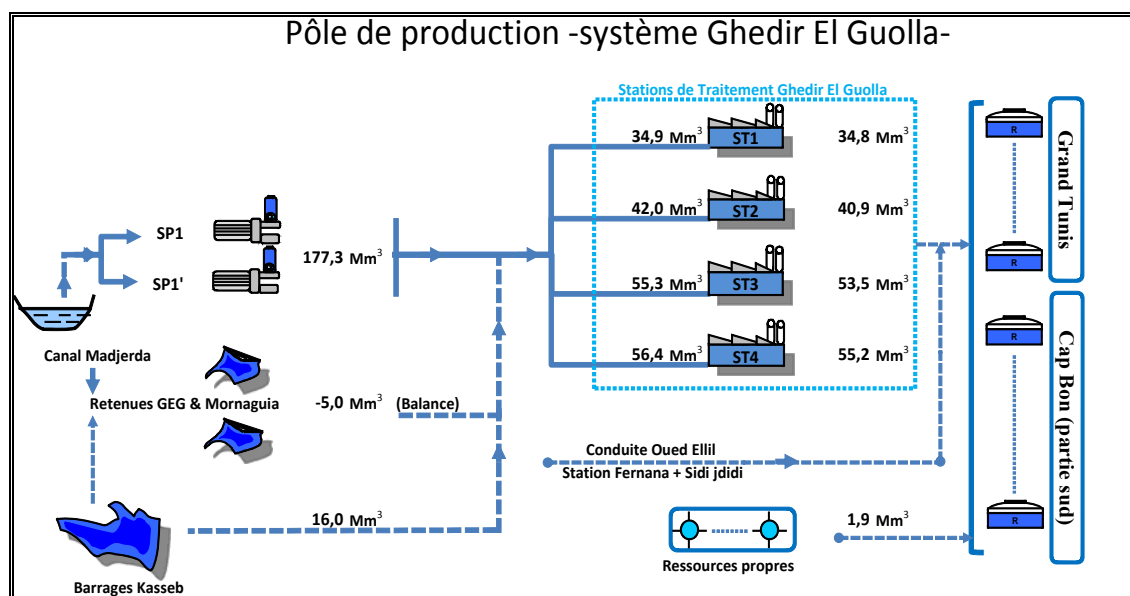 Pôle de production -système Ghedir El Guolla-
Stations de Traitement Ghedir El Guolla
34,9 Mm³
ST1
34,8 Mm³
R
SP1
42,0 Mm³
ST2
40,9 Mm³
Grand Tunis
177,3 Mm³
R
SP1'
55,3 Mm³
ST3
53,5 Mm³
R
Canal Madjerda
56,4 Mm³
ST4
55,2 Mm³
Retenues GEG & Mornaguia
-5,0 Mm³
(Balance)
Cap Bon (partie sud)
Conduite Oued Ellil
Station Fernana + Sidi jdidi
16,0 Mm³
1,9 Mm³
R
Ressources propres
Barrages Kasseb